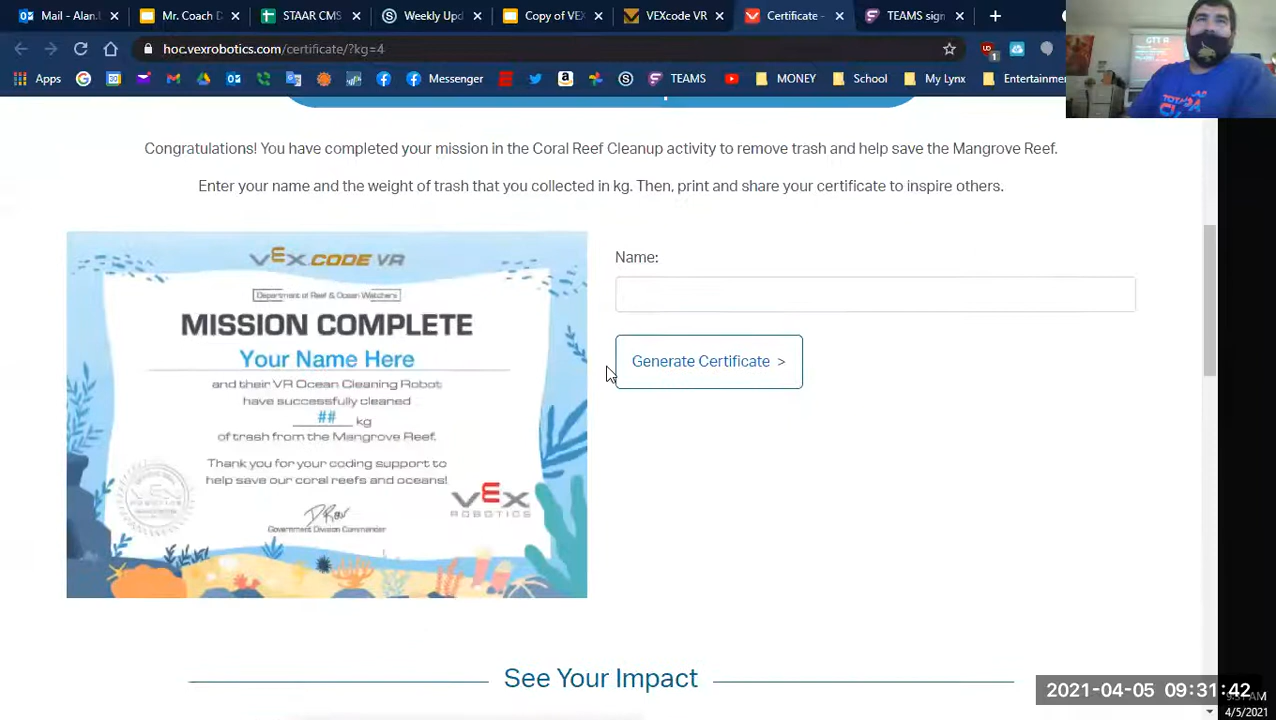 Mail - Alan.l
Mr. Coach D
STAAR CMS
Weekly Upd
Copy of VEX
VEXcode VR
Certificate -
TEAMS sign
hoc.vexrobotics.com/certificate/?kg=4
Apps
Messenger
TEAMS
MONEY
School
My Lynx
Entertainme
Congratulations! You have completed your mission in the Coral Reef Cleanup activity to remove trash and help save the Mangrove Reef.
Enter your name and the weight of trash that you collected in kg. Then, print and share your certificate to inspire others.
VEX CODE VR
Department of Reef & Ocean Watchers
MISSION COMPLETE
Your Name Here
and their VR Ocean Cleaning Robot
have successfully cleaned
## kg
of trash from the Mangrove Reef.
Thank you for your coding support to
help save our coral reefs and oceans!
Government Division Commander
VEX
ROBOTICS
Name:
Generate Certificate >
See Your Impact
2021-04-05 09:31:42
4/5/2021